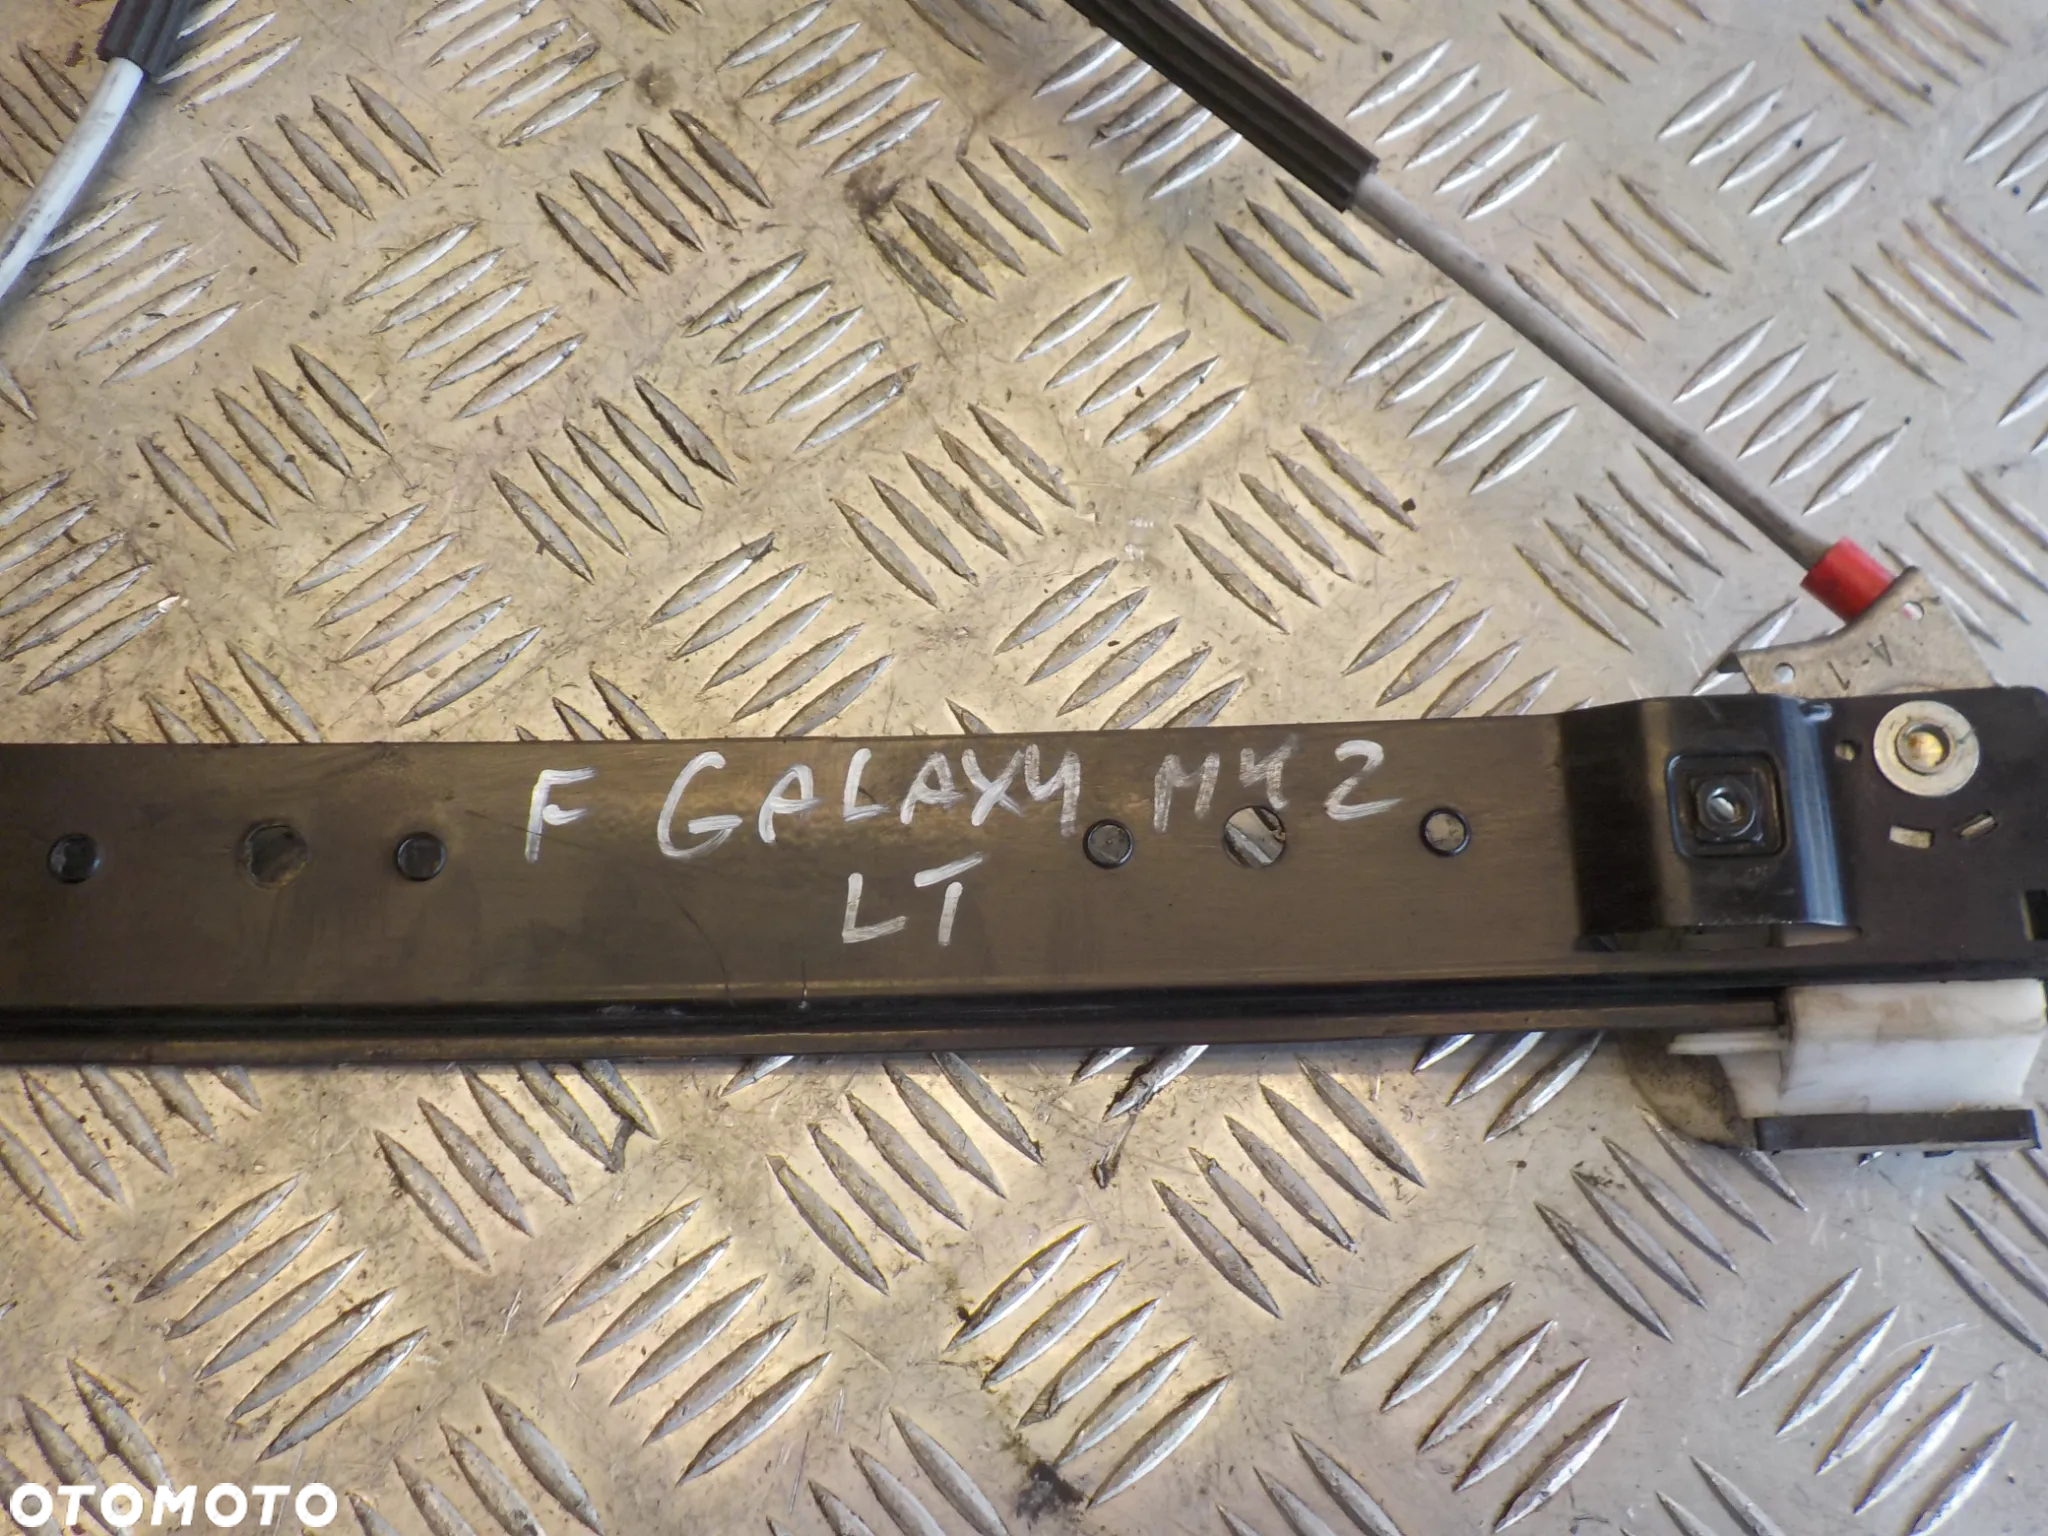 A-1
F GALAXY MK2
LT
OTOMOTO